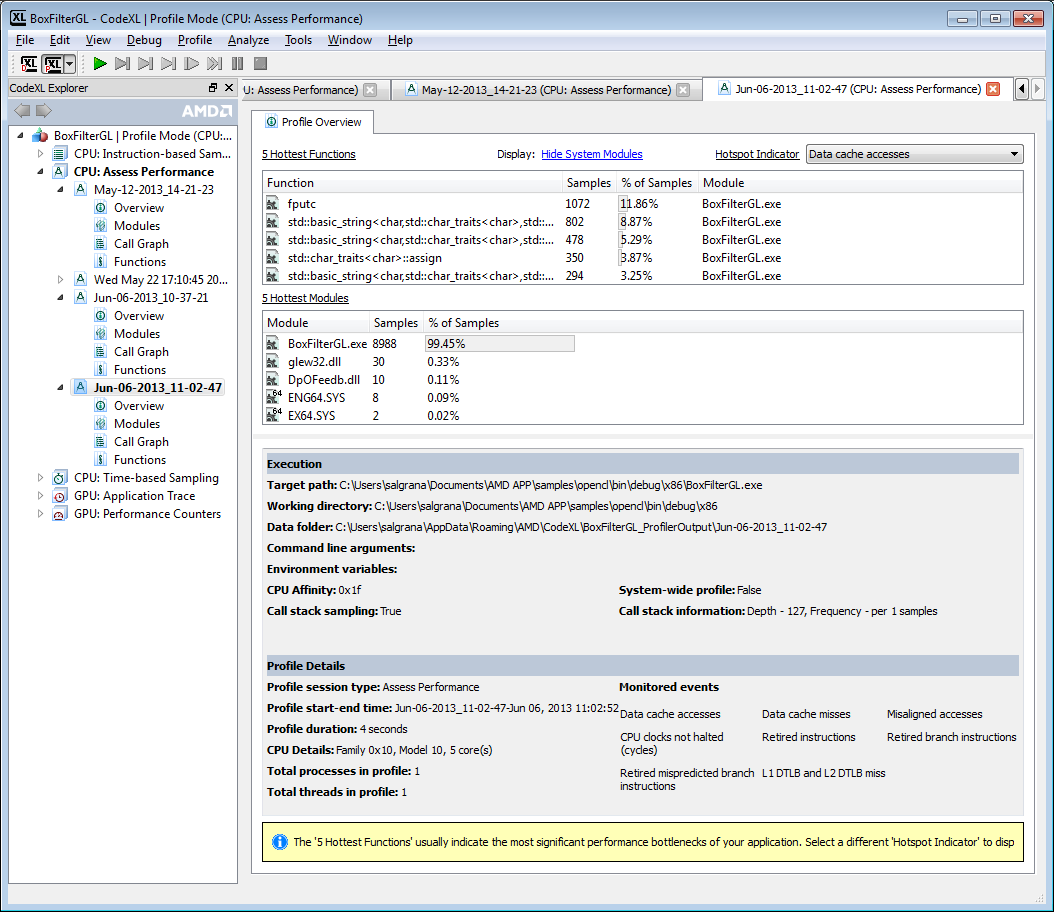 BoxFilterGL - CodeXL | Profile Mode (CPU: Assess Performance)
File Edit View Debug Profile Analyze Tools Window Help
CodeXL Explorer
AMD
BoxFilterGL | Profile Mode (CPU:...
CPU: Instruction-based Sam...
CPU: Assess Performance
May-12-2013_14-21-23
Overview
Modules
Call Graph
Functions
Wed May 22 17:10:45 20...
Jun-06-2013_10-37-21
Overview
Modules
Call Graph
Functions
Jun-06-2013_11-02-47
Overview
Modules
Call Graph
Functions
CPU: Time-based Sampling
GPU: Application Trace
GPU: Performance Counters
U: Assess Performance) May-12-2013_14-21-23 (CPU: Assess Performance) Jun-06-2013_11-02-47 (CPU: Assess Performance)
Profile Overview
5 Hottest Functions Display: Hide System Modules Hotspot Indicator Data cache accesses
Function Samples % of Samples Module
fputc 1072 11.86% BoxFilterGL.exe
std::basic_string<char,std::char_traits<char>,std::... 802 8.87% BoxFilterGL.exe
std::basic_string<char,std::char_traits<char>,std::... 478 5.29% BoxFilterGL.exe
std::char_traits<char>::assign 350 3.87% BoxFilterGL.exe
std::basic_string<char,std::char_traits<char>,std::... 294 3.25% BoxFilterGL.exe
5 Hottest Modules
Module Samples % of Samples
BoxFilterGL.exe 8988 99.45%
glew32.dll 30 0.33%
DpOFeedb.dll 10 0.11%
ENG64.SYS 8 0.09%
EX64.SYS 2 0.02%
Execution
Target path: C:\Users\salgrana\Documents\AMD APP\samples\opencl\bin\debug\x86\BoxFilterGL.exe
Working directory: C:\Users\salgrana\Documents\AMD APP\samples\opencl\bin\debug\x86
Data folder: C:\Users\salgrana\AppData\Roaming\AMD\CodeXL\BoxFilterGL_ProfilerOutput\Jun-06-2013_11-02-47
Command line arguments:
Environment variables:
CPU Affinity: 0x1f System-wide profile: False
Call stack sampling: True Call stack information: Depth - 127, Frequency - per 1 samples
Profile Details
Profile session type: Assess Performance Monitored events
Profile start-end time: Jun-06-2013_11-02-47-Jun 06, 2013 11:02:52
Data cache accesses Data cache misses Misaligned accesses
Profile duration: 4 seconds
CPU clocks not halted (cycles) Retired instructions Retired branch instructions
CPU Details: Family 0x10, Model 10, 5 core(s)
Total processes in profile: 1
Retired mispredicted branch instructions L1 DTLB and L2 DTLB miss
Total threads in profile: 1
The '5 Hottest Functions' usually indicate the most significant performance bottlenecks of your application. Select a different 'Hotspot Indicator' to disp